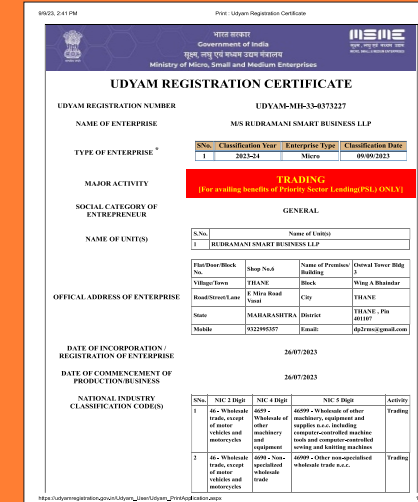 9/9/23, 2:41 PM
Print : Udyam Registration Certificate
भारत सरकार
Government of India
सूक्ष्म, लघु एवं मध्यम उद्यम मंत्रालय
Ministry of Micro, Small and Medium Enterprises
UDYAM REGISTRATION CERTIFICATE
UDYAM REGISTRATION NUMBER UDYAM-MH-33-0373227
NAME OF ENTERPRISE M/S RUDRAMANI SMART BUSINESS LLP
TYPE OF ENTERPRISE *
SNo. Classification Year Enterprise Type Classification Date
1 2023-24 Micro 09/09/2023
MAJOR ACTIVITY
TRADING
[For availing benefits of Priority Sector Lending(PSL) ONLY]
SOCIAL CATEGORY OF
ENTREPRENEUR
GENERAL
NAME OF UNIT(S)
S.No. Name of Unit(s)
1 RUDRAMANI SMART BUSINESS LLP
OFFICAL ADDRESS OF ENTERPRISE
Flat/Door/Block
No.
Shop No.6
Name of Premises/
Building
Ostwal Tower Bldg
3
Village/Town THANE Block Wing A Bhaindar
Road/Street/Lane
E Mira Road
Vasai
City THANE
State MAHARASHTRA District
THANE , Pin
401107
Mobile 9322995357 Email: dp2rms@gmail.com
DATE OF INCORPORATION /
REGISTRATION OF ENTERPRISE
26/07/2023
DATE OF COMMENCEMENT OF
PRODUCTION/BUSINESS
26/07/2023
NATIONAL INDUSTRY
CLASSIFICATION CODE(S)
SNo. NIC 2 Digit NIC 4 Digit NIC 5 Digit Activity
1
46 - Wholesale
trade, except
of motor
vehicles and
motorcycles
4659 -
Wholesale of
other
machinery
and
equipment
46599 - Wholesale of other
machinery, equipment and
supplies n.e.c. including
computer-controlled machine
tools and computer-controlled
sewing and knitting machines
Trading
2
46 - Wholesale
trade, except
of motor
vehicles and
motorcycles
4690 - Non-
specialized
wholesale
trade
46909 - Other non-specialised
wholesale trade n.e.c.
Trading
https://udyamregistration.gov.in/Udyam_User/Udyam_PrintApplication.aspx